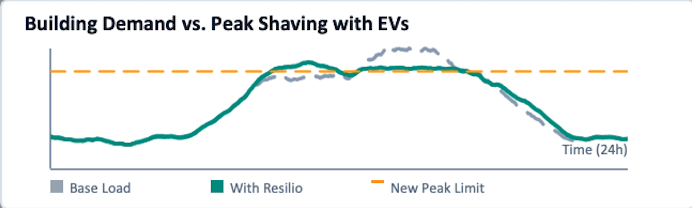 Building Demand vs. Peak Shaving with EVs
Time (24h)
Base Load
With Resilio
New Peak Limit